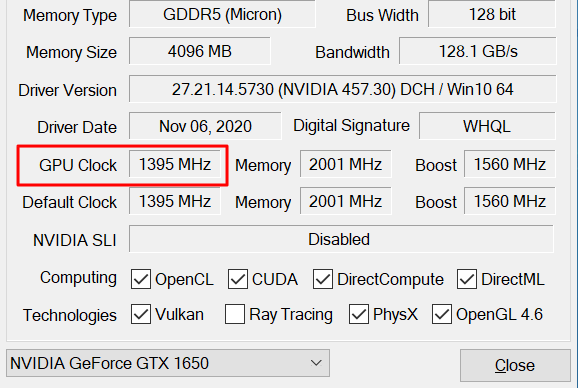 Memory Type GDDR5 (Micron) Bus Width 128 bit
Memory Size 4096 MB Bandwidth 128.1 GB/s
Driver Version 27.21.14.5730 (NVIDIA 457.30) DCH / Win10 64
Driver Date Nov 06, 2020 Digital Signature WHQL
GPU Clock 1395 MHz Memory 2001 MHz Boost 1560 MHz
Default Clock 1395 MHz Memory 2001 MHz Boost 1560 MHz
NVIDIA SLI Disabled
Computing OpenCL CUDA DirectCompute DirectML
Technologies Vulkan Ray Tracing PhysX OpenGL 4.6
NVIDIA GeForce GTX 1650 Close